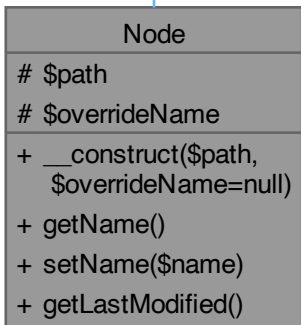 Node
# $path
# $overrideName
+ __construct($path,
$overrideName=null)
+ getName()
+ setName($name)
+ getLastModified()